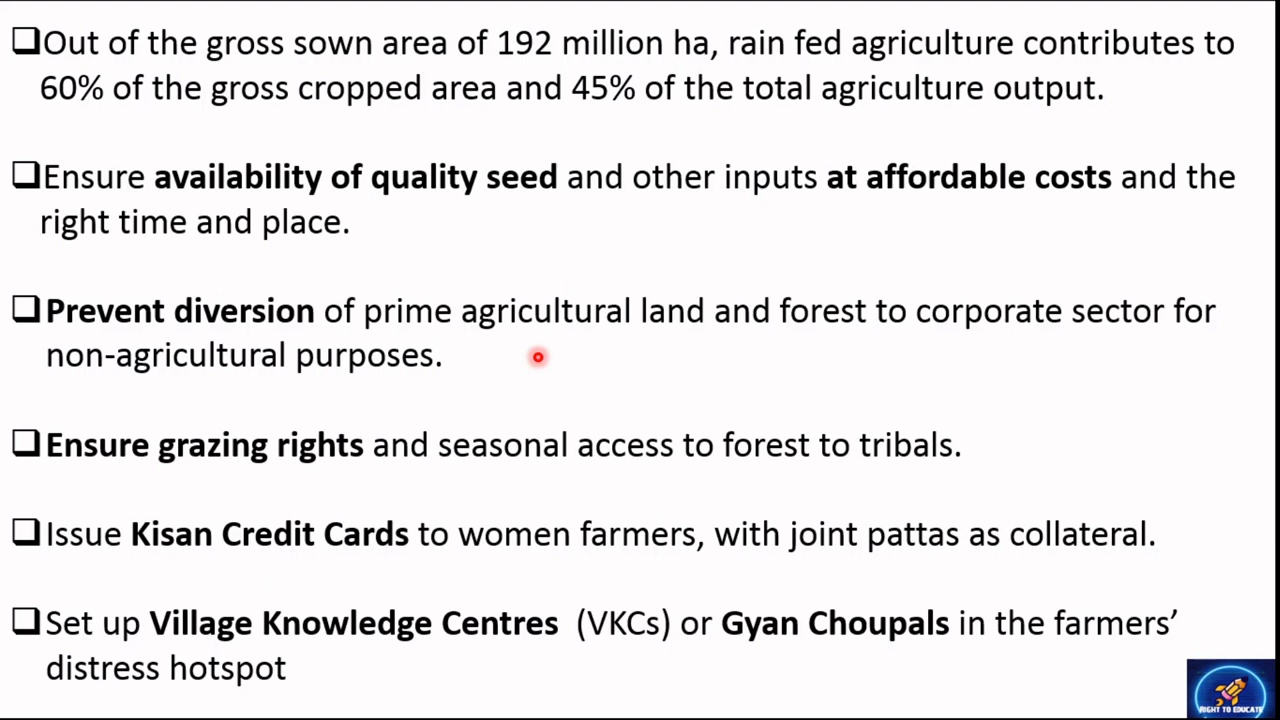 ❑Out of the gross sown area of 192 million ha, rain fed agriculture contributes to
60% of the gross cropped area and 45% of the total agriculture output.
❑Ensure availability of quality seed and other inputs at affordable costs and the
right time and place.
❑Prevent diversion of prime agricultural land and forest to corporate sector for
non-agricultural purposes.
❑Ensure grazing rights and seasonal access to forest to tribals.
❑Issue Kisan Credit Cards to women farmers, with joint pattas as collateral.
❑Set up Village Knowledge Centres (VKCs) or Gyan Choupals in the farmers’
distress hotspot
RIGHT TO EDUCATE